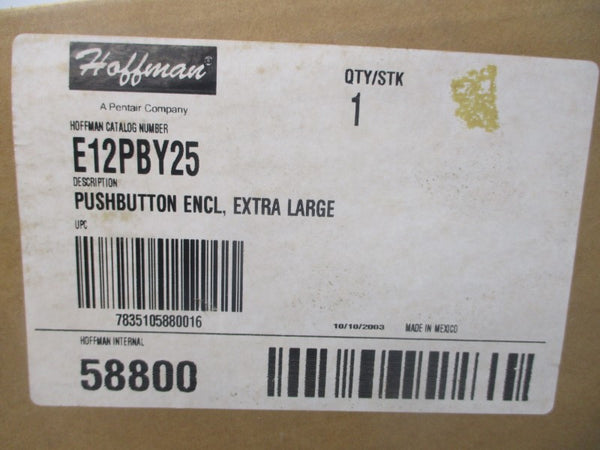 Hoffman
A Pentair Company
QTY/STK
1
HOFFMAN CATALOG NUMBER
E12PBY25
DESCRIPTION
PUSHBUTTON ENCL, EXTRA LARGE
UPC
7835105880016
10/10/2003 MADE IN MEXICO
HOFFMAN INTERNAL
58800